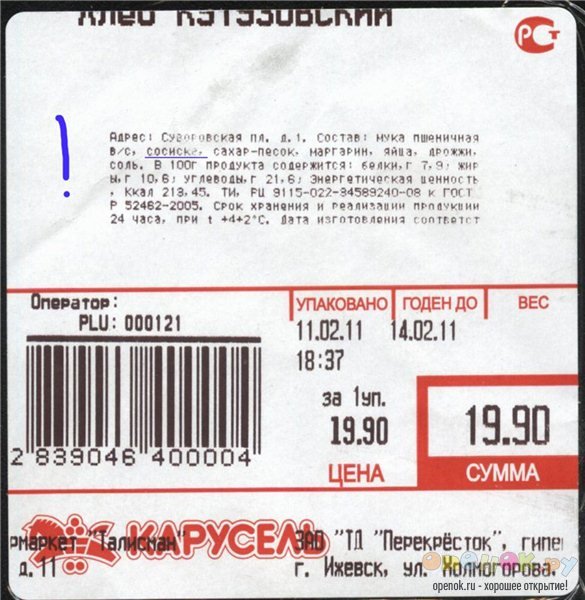 Хлеб КУТУЗОВСКИЙ
РСТ
!
Адрес: Суворовская пл. д.1. Состав: мука пшеничная
в/с, сосиска, сахар-песок, маргарин, яйца, дрожжи,
соль. В 100г продукта содержится: белки,г 7,9; жир
ы,г 10,6; углеводы,г 21,6; Энергетическая ценность
, Ккал 213,45. ТИ, РЦ 9115-022-34589240-08 к ГОСТ
Р 52462-2005. Срок хранения и реализации продукции
24 часа, при t +4+2°C. Дата изготовления соответст
Оператор:
PLU: 000121
УПАКОВАНО ГОДЕН ДО ВЕС
11.02.11 14.02.11
18:37
за 1уп.
19.90 19.90
ЦЕНА СУММА
2 839046 400004
КАРУСЕЛЬ
рмаркет "Талисман" ЗАО "ТД "Перекрёсток", гипе
д. 11 г. Ижевск, ул. Холмогорова,
openok.ru - хорошее открытие!